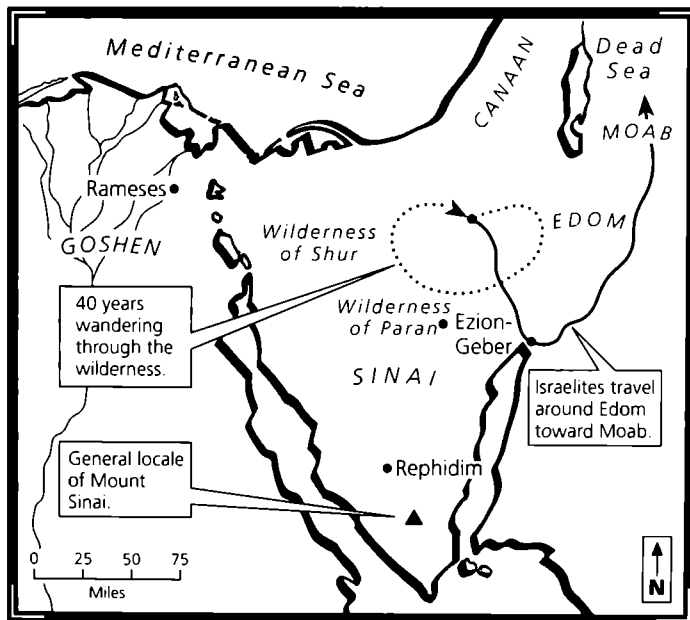 Mediterranean Sea
CANAAN
Dead
Sea
MOAB
Rameses
GOSHEN
Wilderness
of Shur
EDOM
40 years
wandering
through the
wilderness.
Wilderness
of Paran
Ezion-
Geber
SINAI
Israelites travel
around Edom
toward Moab.
General locale
of Mount
Sinai.
Rephidim
0 25 50 75
Miles
N